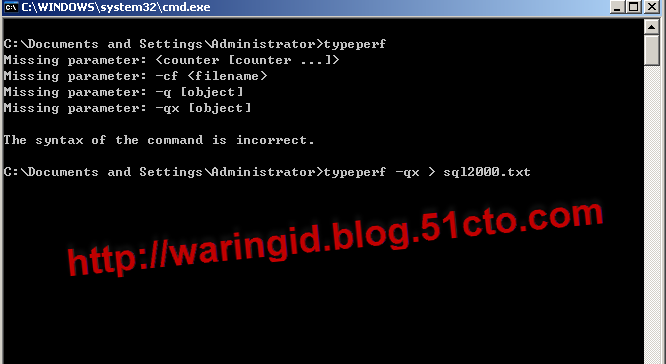 C:\WINDOWS\system32\cmd.exe
C:\Documents and Settings\Administrator>typeperf
Missing parameter: <counter [counter ...]>
Missing parameter: -cf <filename>
Missing parameter: -q [object]
Missing parameter: -qx [object]
The syntax of the command is incorrect.
C:\Documents and Settings\Administrator>typeperf -qx > sql2000.txt
http://waringid.blog.51cto.com